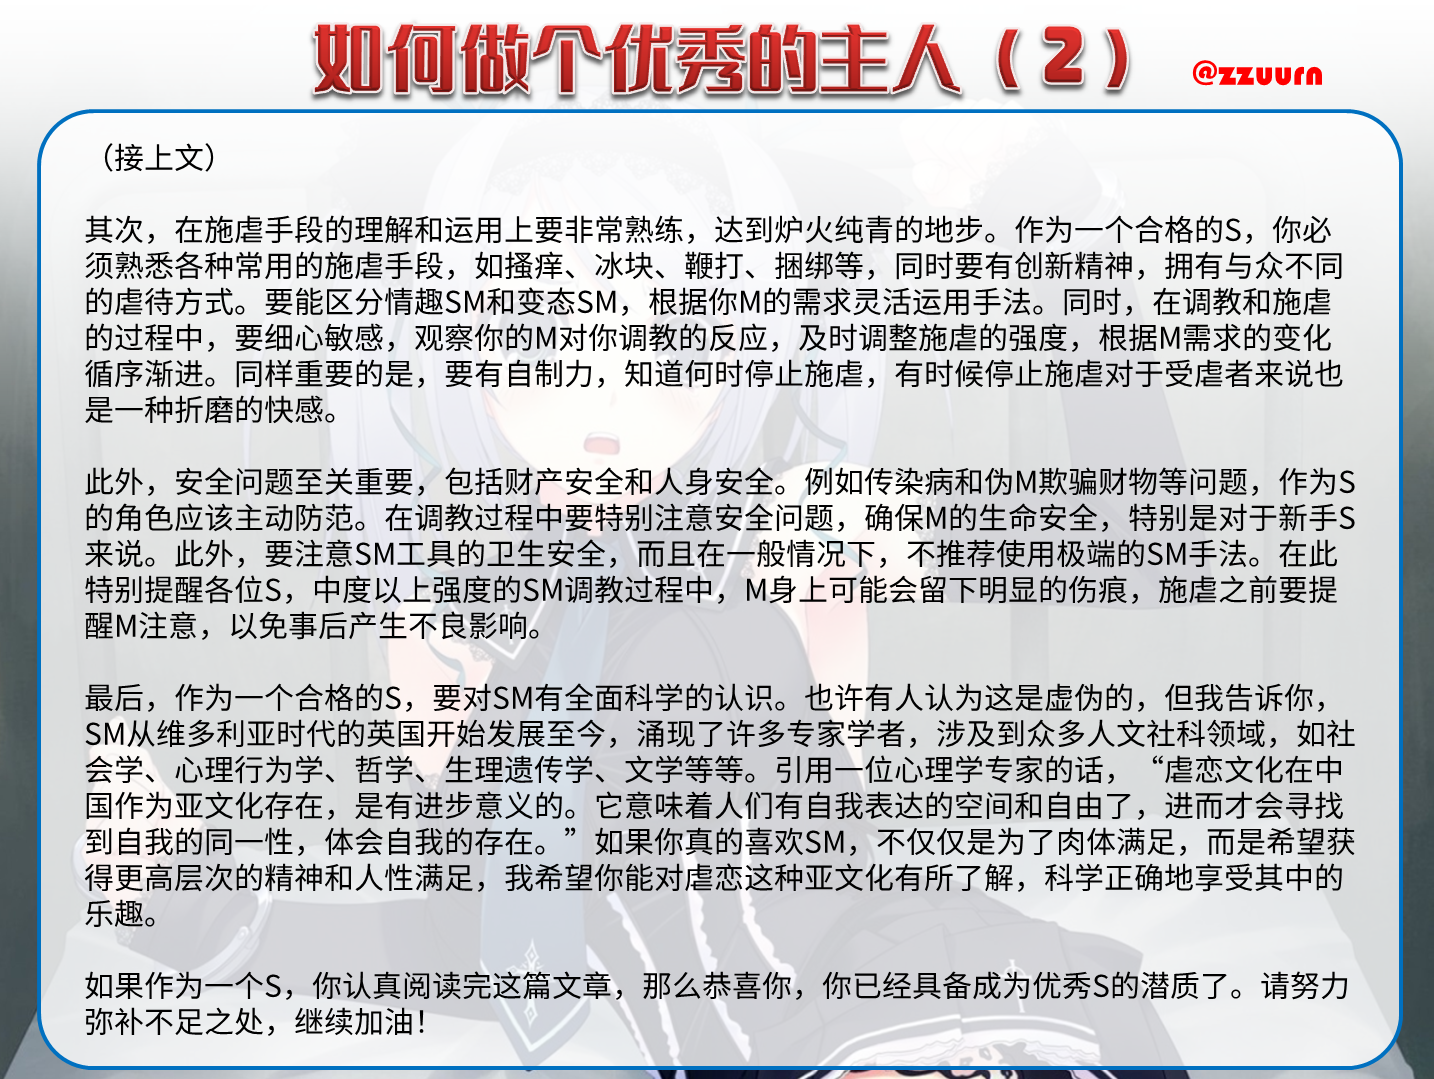 如何做个优秀的主人（2）
@zzuurn
（接上文）
其次，在施虐手段的理解和运用上要非常熟练，达到炉火纯青的地步。作为一个合格的S，你必
须熟悉各种常用的施虐手段，如搔痒、冰块、鞭打、捆绑等，同时要有创新精神，拥有与众不同
的虐待方式。要能区分情趣SM和变态SM，根据你M的需求灵活运用手法。同时，在调教和施虐
的过程中，要细心敏感，观察你的M对你调教的反应，及时调整施虐的强度，根据M需求的变化
循序渐进。同样重要的是，要有自制力，知道何时停止施虐，有时候停止施虐对于受虐者来说也
是一种折磨的快感。
此外，安全问题至关重要，包括财产安全和人身安全。例如传染病和伪M欺骗财物等问题，作为S
的角色应该主动防范。在调教过程中要特别注意安全问题，确保M的生命安全，特别是对于新手S
来说。此外，要注意SM工具的卫生安全，而且在一般情况下，不推荐使用极端的SM手法。在此
特别提醒各位S，中度以上强度的SM调教过程中，M身上可能会留下明显的伤痕，施虐之前要提
醒M注意，以免事后产生不良影响。
最后，作为一个合格的S，要对SM有全面科学的认识。也许有人认为这是虚伪的，但我告诉你，
SM从维多利亚时代的英国开始发展至今，涌现了许多专家学者，涉及到众多人文社科领域，如社
会学、心理行为学、哲学、生理遗传学、文学等等。引用一位心理学专家的话，“虐恋文化在中
国作为亚文化存在，是有进步意义的。它意味着人们有自我表达的空间和自由了，进而才会寻找
到自我的同一性，体会自我的存在。”如果你真的喜欢SM，不仅仅是为了肉体满足，而是希望获
得更高层次的精神和人性满足，我希望你能对虐恋这种亚文化有所了解，科学正确地享受其中的
乐趣。
如果作为一个S，你认真阅读完这篇文章，那么恭喜你，你已经具备成为优秀S的潜质了。请努力
弥补不足之处，继续加油！